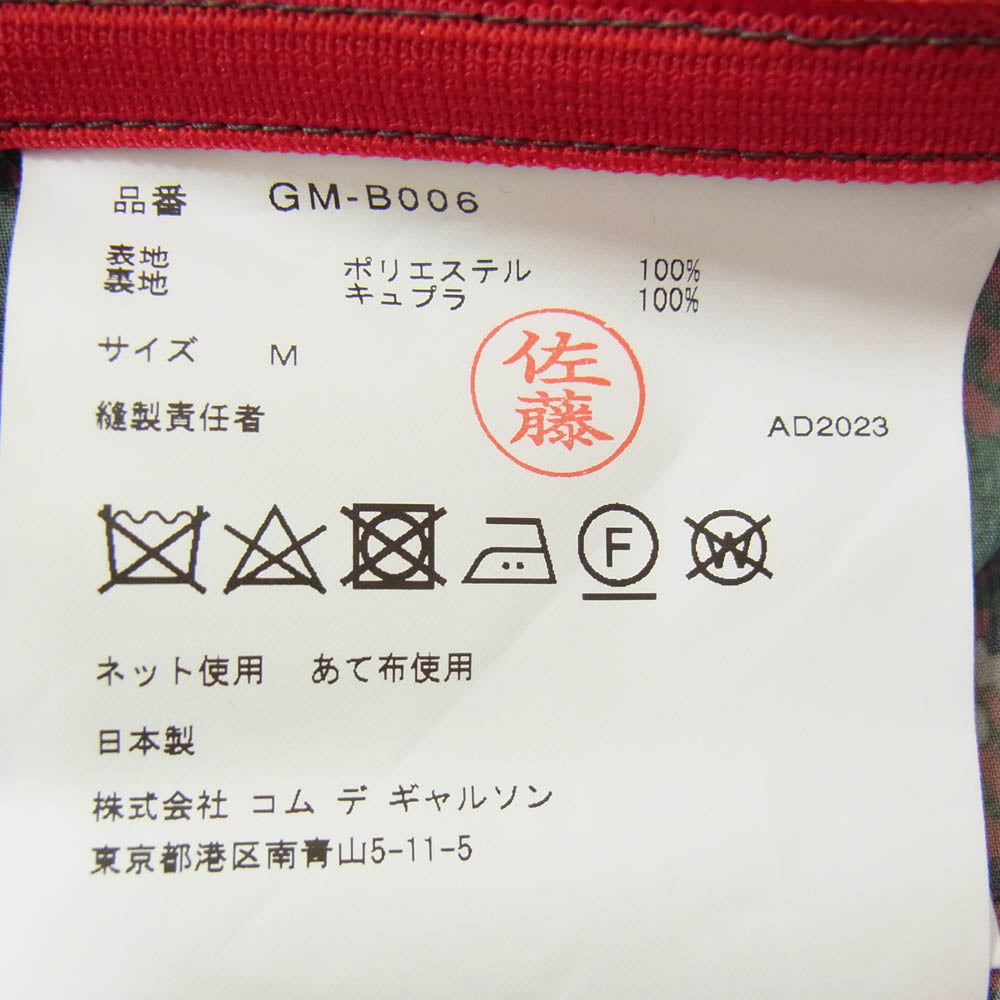 品番 GM-B006
表地 ポリエステル 100%
裏地 キュプラ 100%
サイズ M
佐藤
縫製責任者 AD2023
F W
ネット使用 あて布使用
日本製
株式会社 コム デ ギャルソン
東京都港区南青山5-11-5